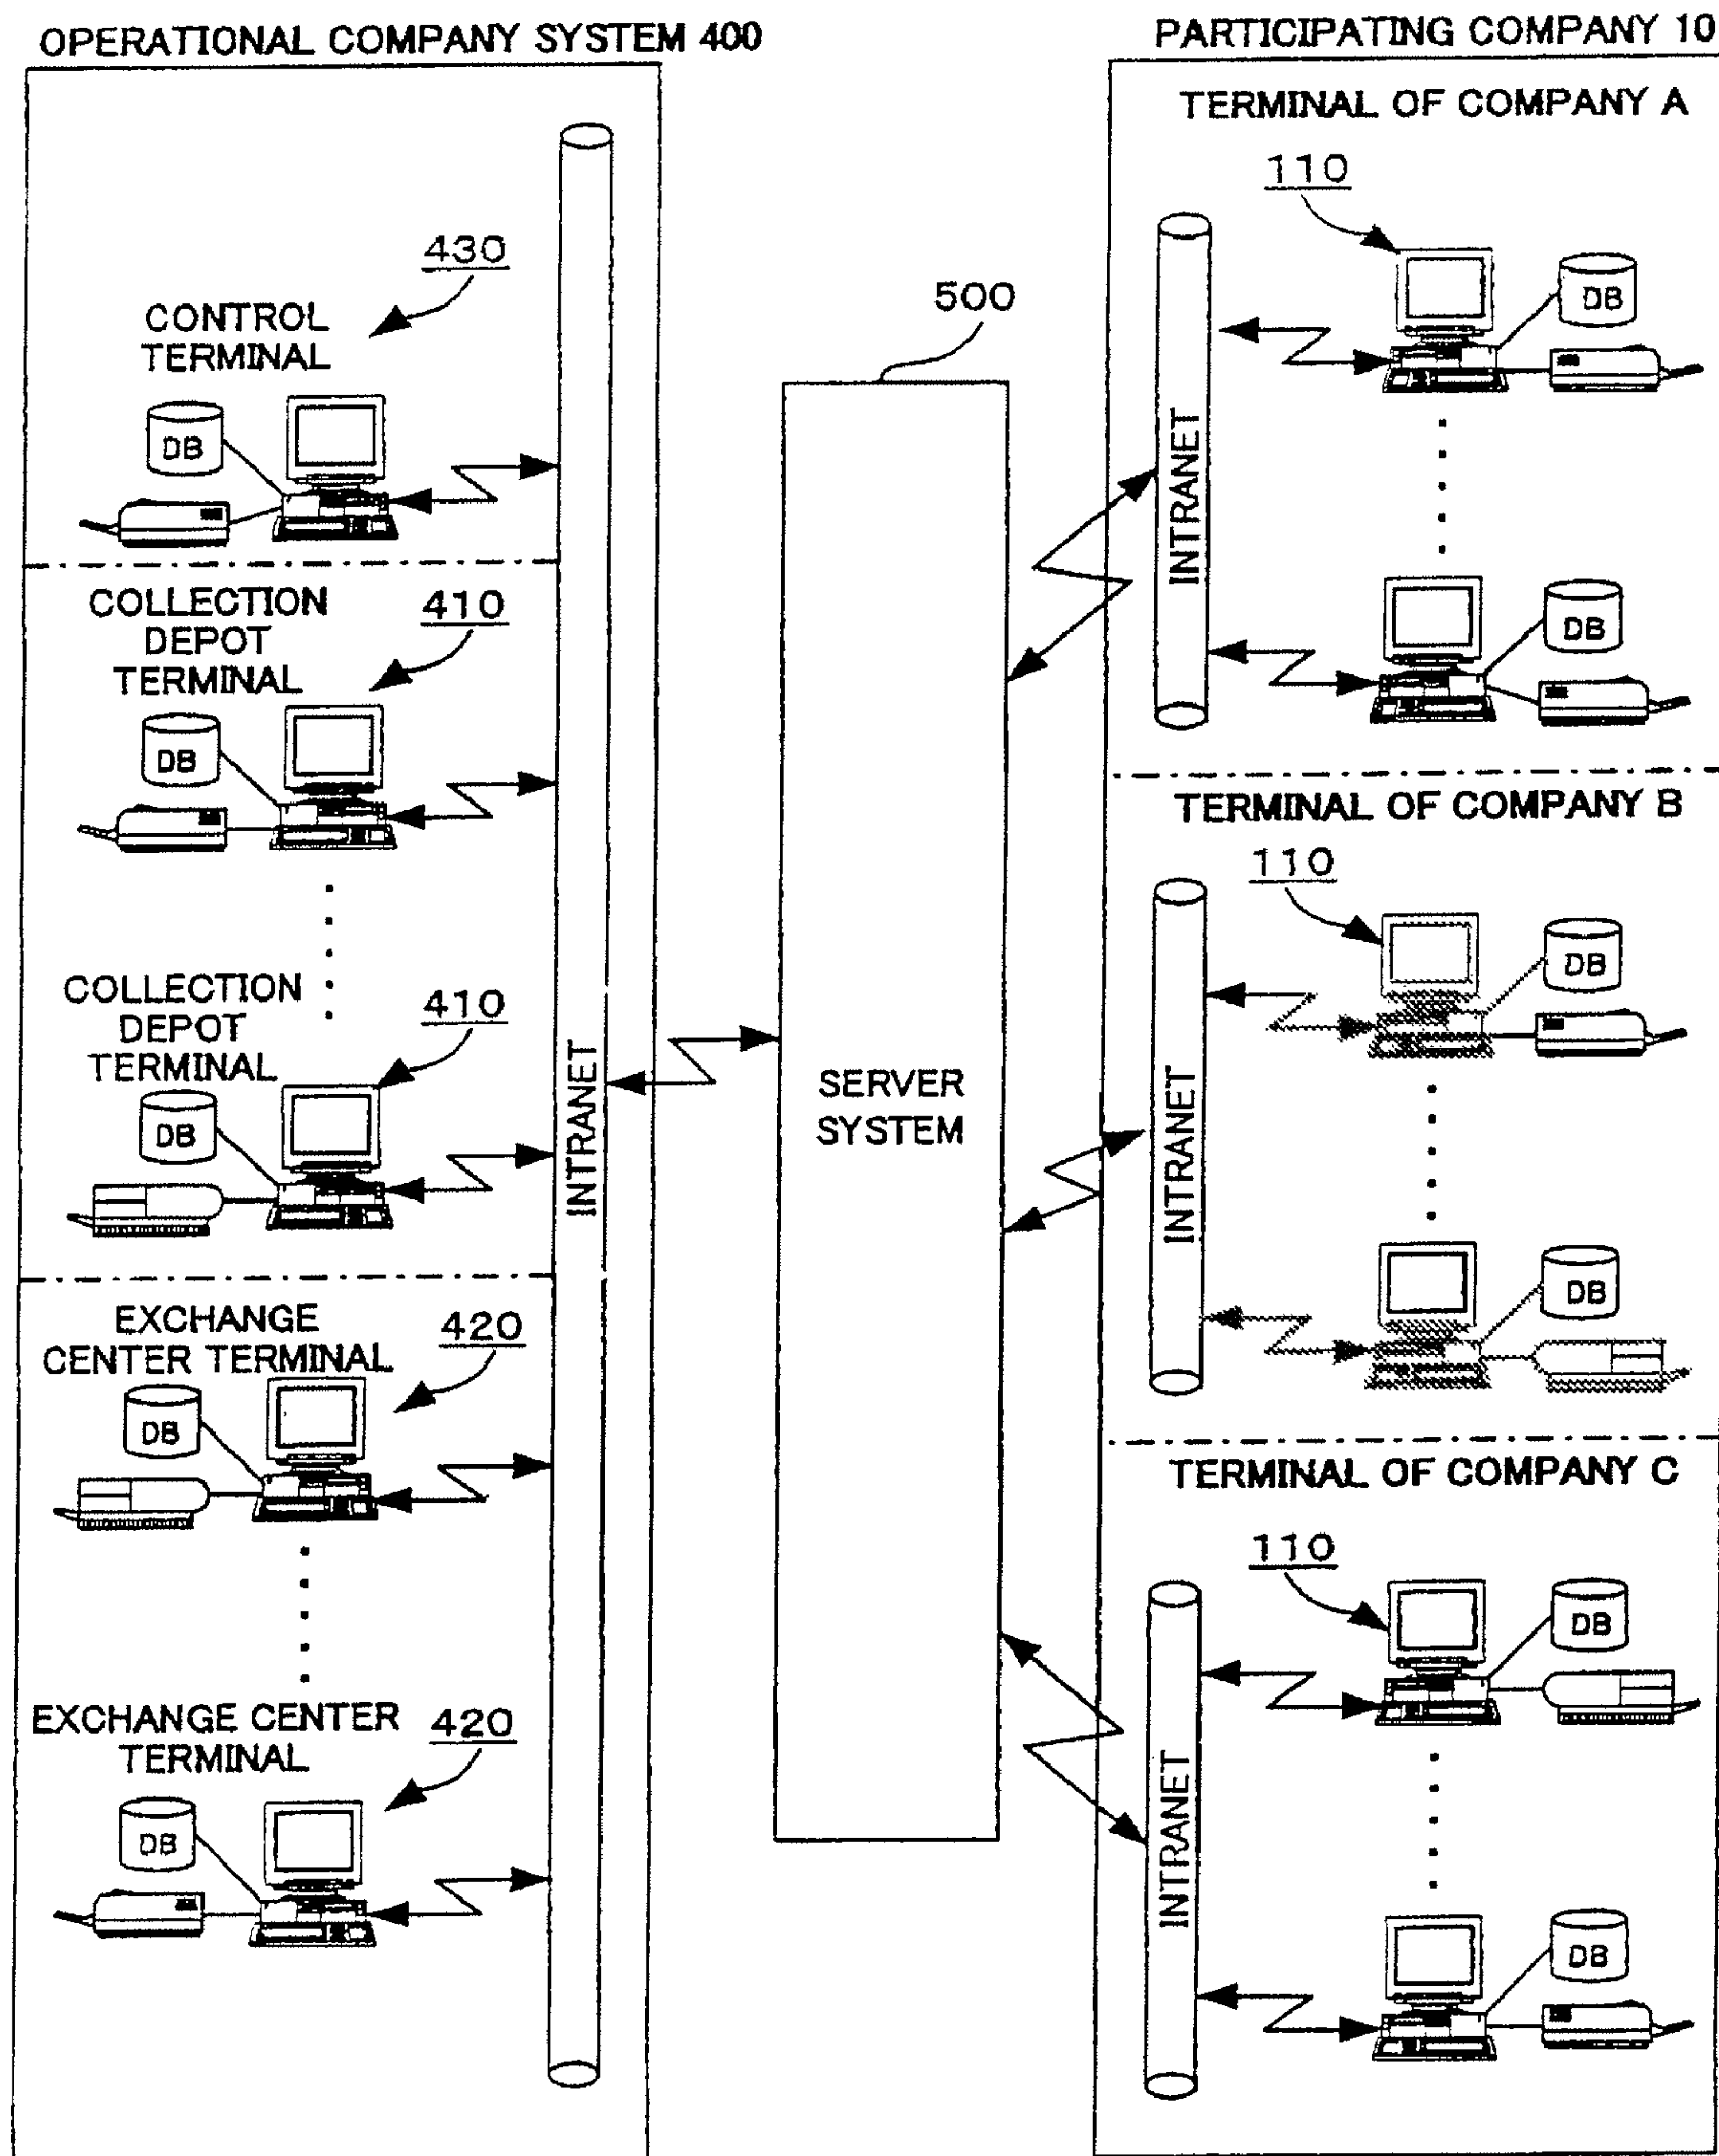 OPERATIONAL COMPANY SYSTEM 400
430
CONTROL
TERMINAL
DB
COLLECTION
DEPOT
TERMINAL
410
DB
COLLECTION
DEPOT
TERMINAL
410
DB
EXCHANGE
CENTER TERMINAL
420
DB
EXCHANGE CENTER
TERMINAL
420
DB
INTRANET
500
SERVER
SYSTEM
PARTICIPATING COMPANY 10
TERMINAL OF COMPANY A
110
DB
INTRANET
DB
TERMINAL OF COMPANY B
110
DB
INTRANET
DB
TERMINAL OF COMPANY C
110
DB
INTRANET
DB